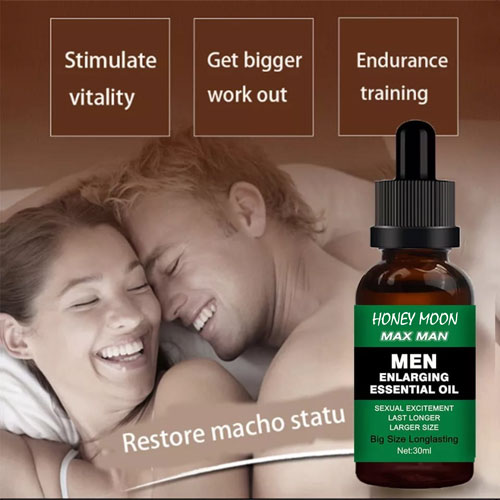 Stimulate
vitality
Get bigger
work out
Endurance
training
HONEY MOON
MAX MAN
MEN
ENLARGING
ESSENTIAL OIL
SEXUAL EXCITEMENT
LAST LONGER
LARGER SIZE
Big Size Longlasting
Net:30ml
Restore macho statu